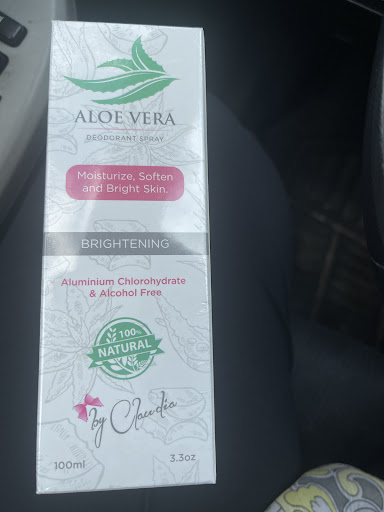 ALOE VERA
DEODORANT SPRAY
Moisturize, Soften
and Bright Skin.
BRIGHTENING
Aluminium Chlorohydrate
& Alcohol Free
100%
NATURAL
by Claudia
100ml 3.3oz